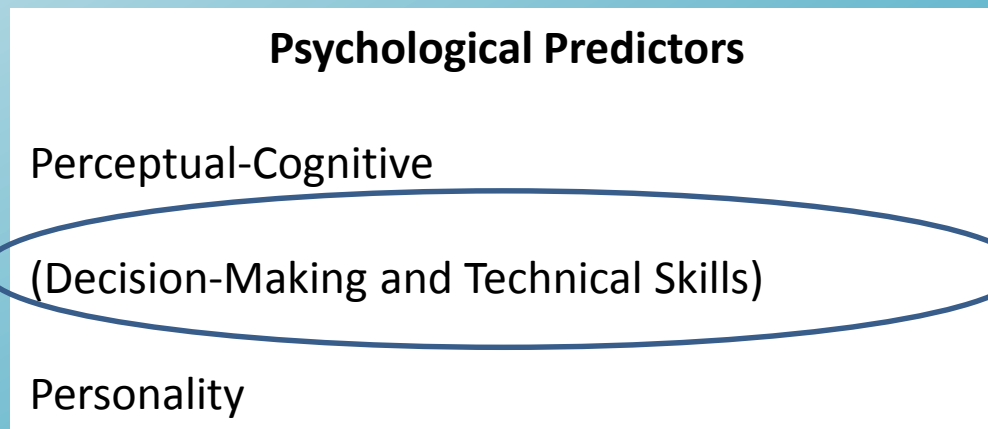 Psychological Predictors
Perceptual-Cognitive
(Decision-Making and Technical Skills)
Personality